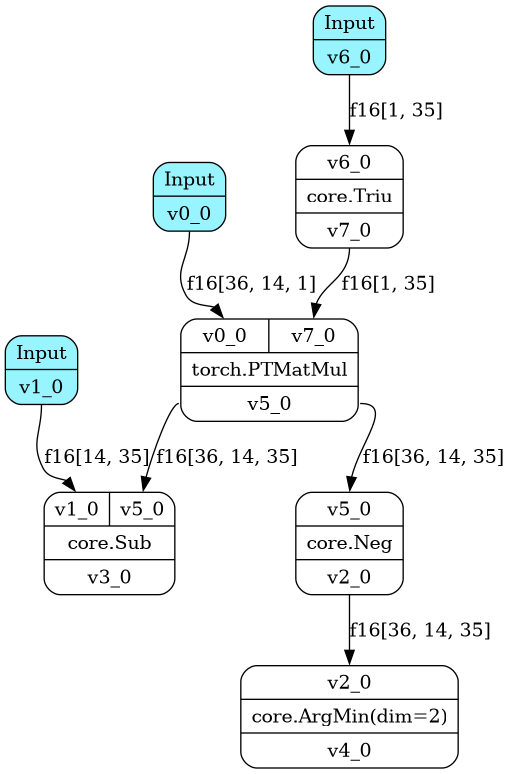 Input
v6_0
f16[1, 35]
v6_0
core.Triu
v7_0
Input
v0_0
f16[36, 14, 1]
f16[1, 35]
v0_0 v7_0
torch.PTMatMul
v5_0
Input
v1_0
f16[14, 35]
f16[36, 14, 35]
f16[36, 14, 35]
v1_0 v5_0
core.Sub
v3_0
v5_0
core.Neg
v2_0
f16[36, 14, 35]
v2_0
core.ArgMin(dim=2)
v4_0